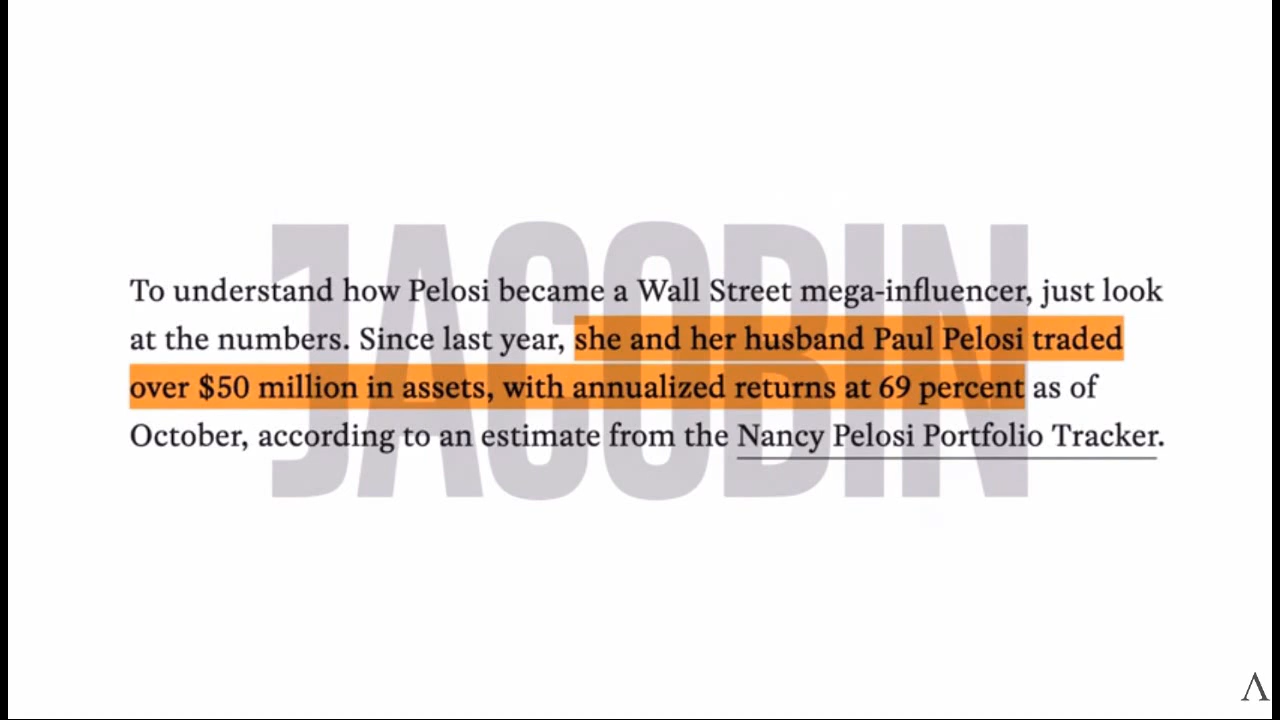 JACOBIN
To understand how Pelosi became a Wall Street mega-influencer, just look
at the numbers. Since last year, she and her husband Paul Pelosi traded
over $50 million in assets, with annualized returns at 69 percent as of
October, according to an estimate from the Nancy Pelosi Portfolio Tracker.
Λ